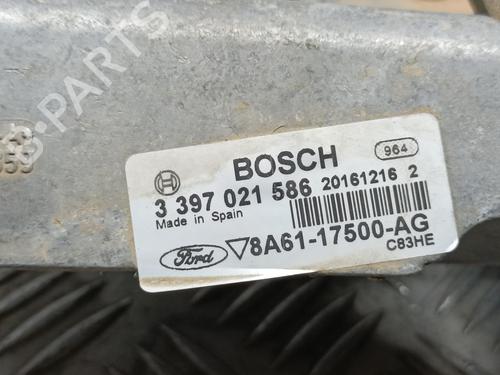 B-PARTS
BOSCH
964
3 397 021 586 20161216 2
Made in Spain
Ford 8A61-17500-AG
C83HE